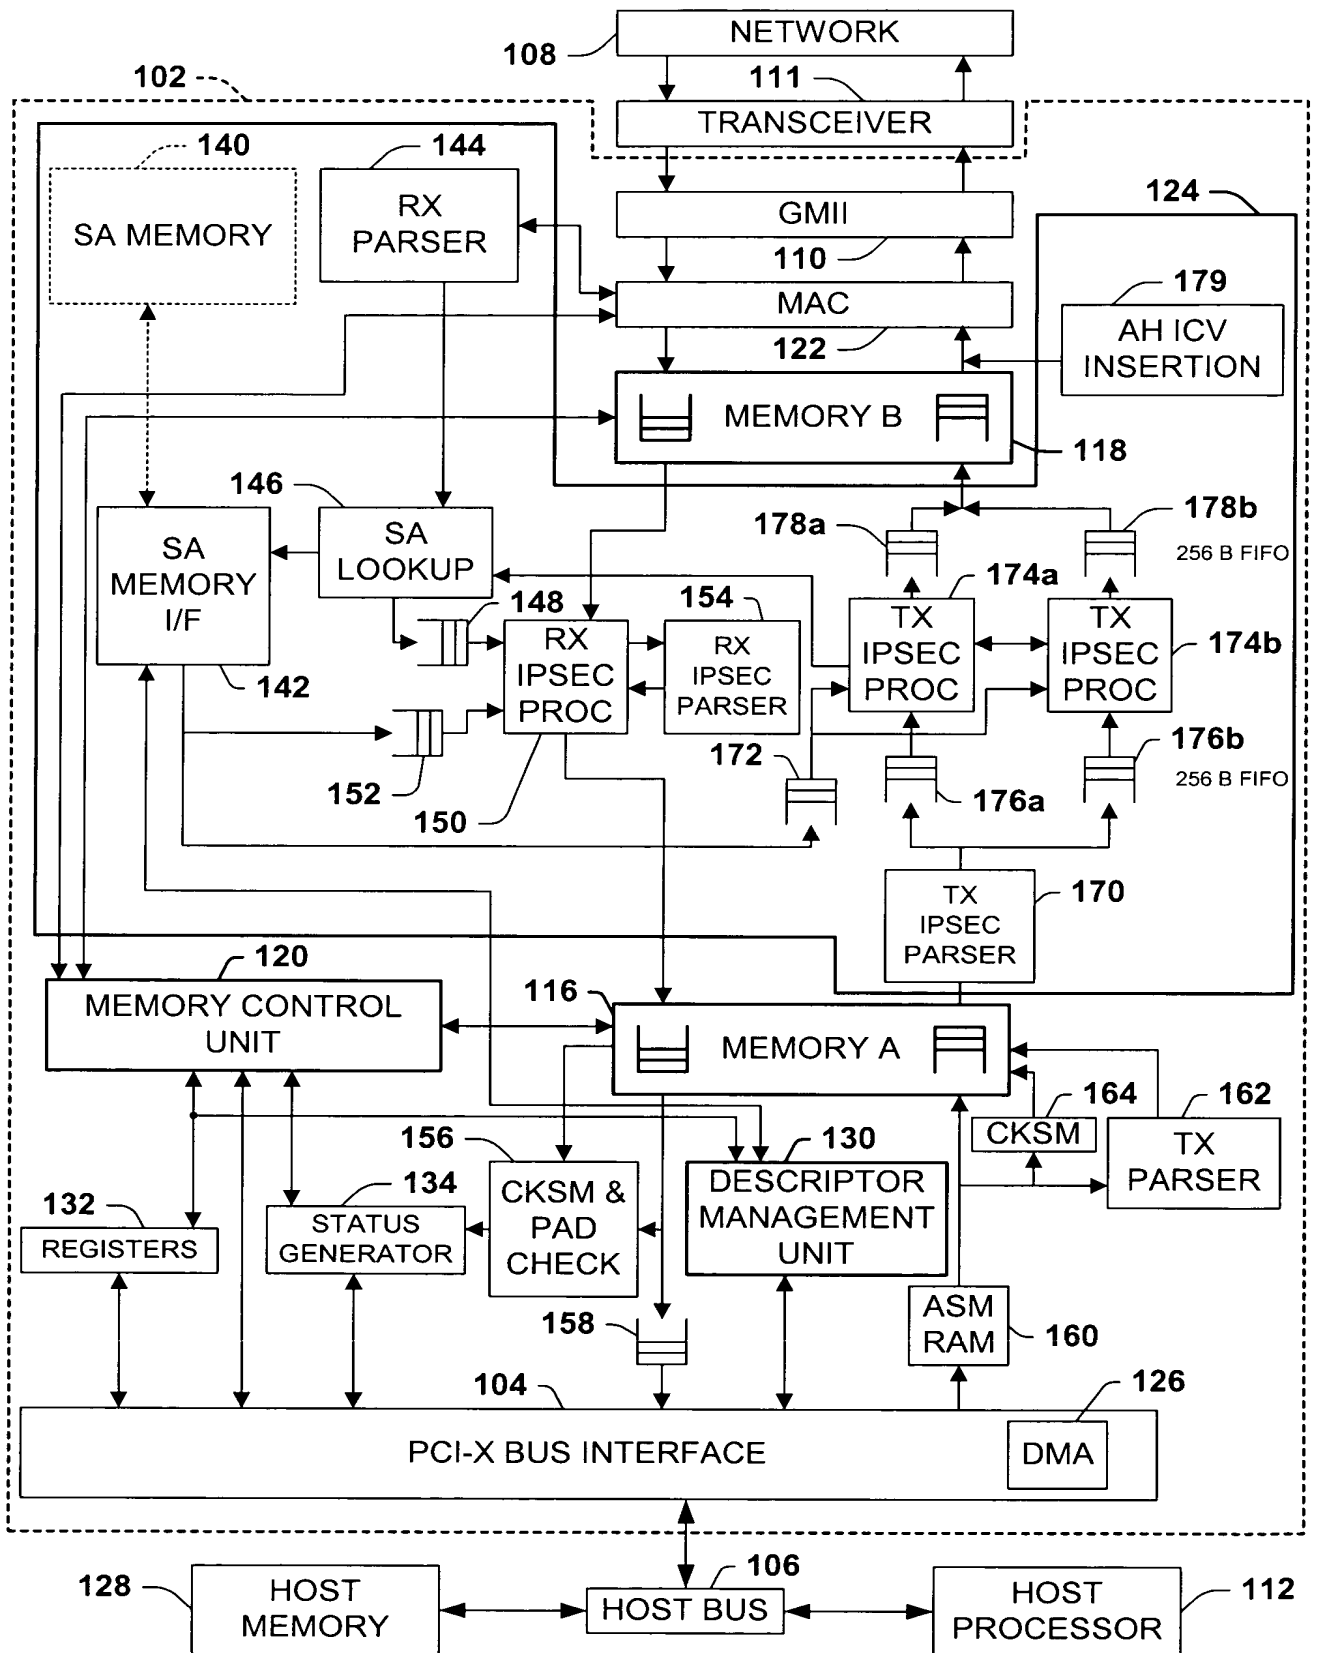 NETWORK
108
102
111
TRANSCEIVER
140
144
SA MEMORY
RX
PARSER
GMII
110
124
MAC
122
179
AH ICV
INSERTION
MEMORY B
118
146
SA
LOOKUP
SA
MEMORY
I/F
142
148
178a
178b
256 B FIFO
154
174a
RX
IPSEC
PROC
RX
IPSEC
PARSER
TX
IPSEC
PROC
TX
IPSEC
PROC
174b
152
150
172
176a
176b
256 B FIFO
TX
IPSEC
PARSER
170
120
MEMORY CONTROL
UNIT
116
MEMORY A
164
162
CKSM
TX
PARSER
156
CKSM &
PAD
CHECK
130
DESCRIPTOR
MANAGEMENT
UNIT
132
REGISTERS
134
STATUS
GENERATOR
158
ASM
RAM
160
104
126
PCI-X BUS INTERFACE
DMA
106
128
HOST
MEMORY
HOST BUS
HOST
PROCESSOR
112